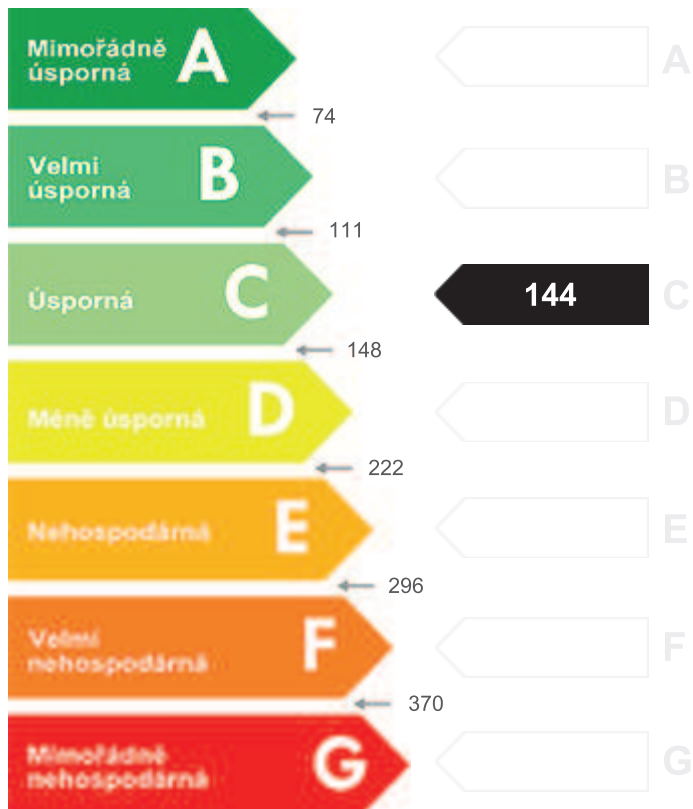 Mimořádně
úsporná
A
A
74
Velmi
úsporná
B
B
111
Úsporná
C
144
C
148
Méně úsporná
D
D
222
Nehospodárná
E
E
296
Velmi
nehospodárná
F
F
370
Mimořádně
nehospodárná
G
G